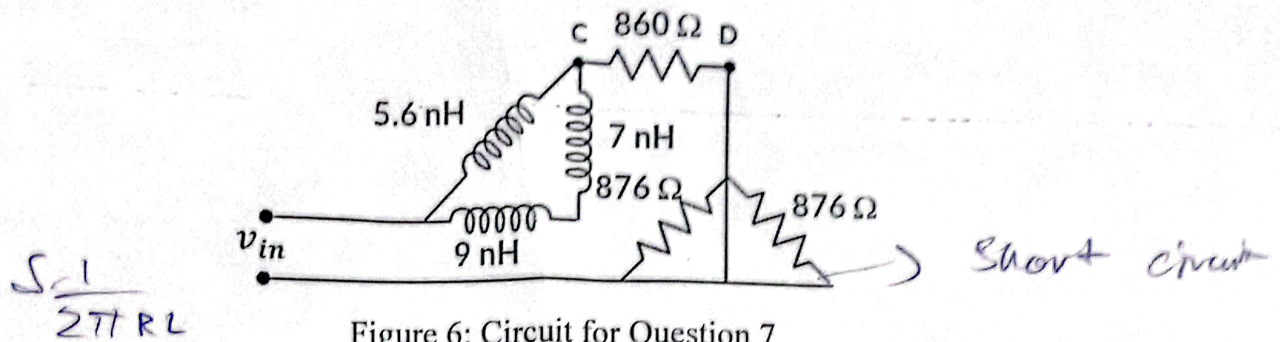 C 860 Ω D
5.6 nH
7 nH
876 Ω
876 Ω
v_in
9 nH
Short circuit
1
2π R L
Figure 6: Circuit for Question 7